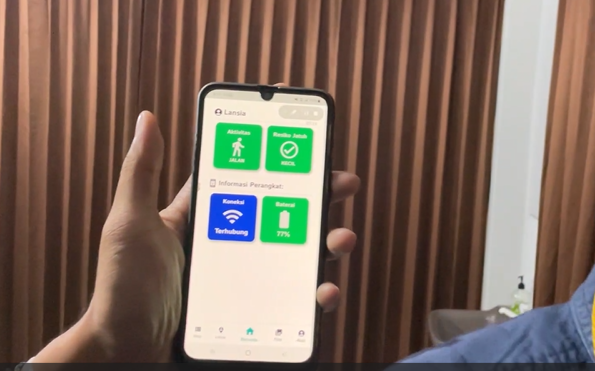 Lansia
Aktivitas
JALAN
Resiko Jatuh
KECIL
Informasi Perangkat:
Koneksi
Terhubung
Baterai
77%